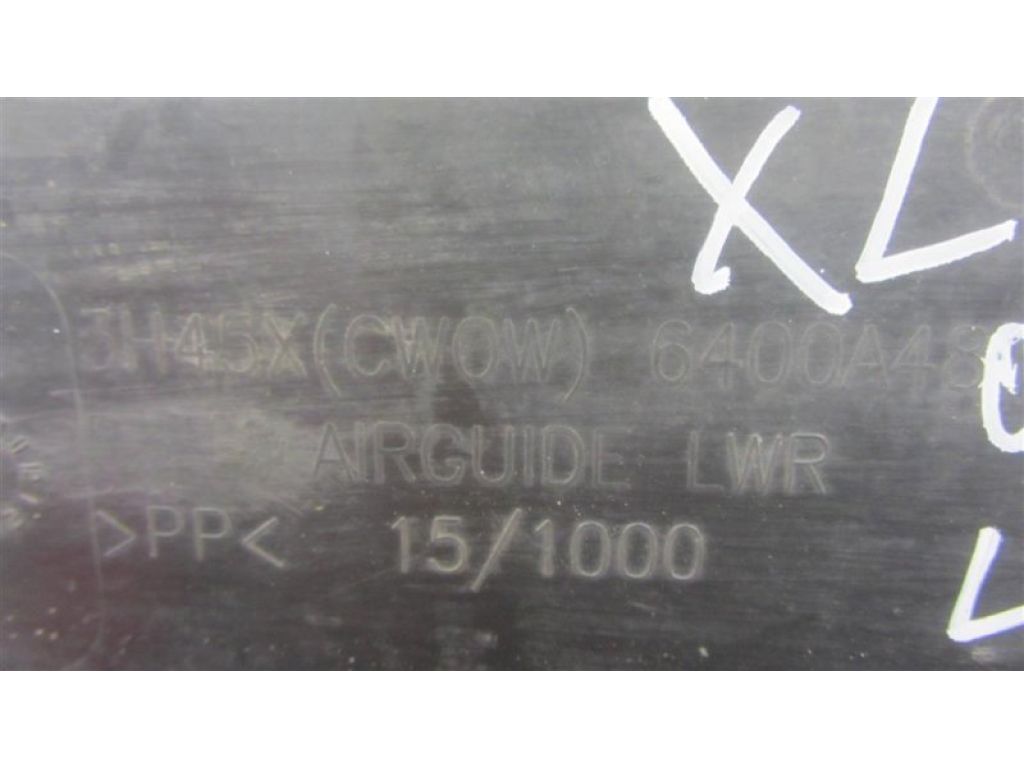 XL
3H45X(CWOW) 6400A48
AIRGUIDE LWR
>PP< 15/1000